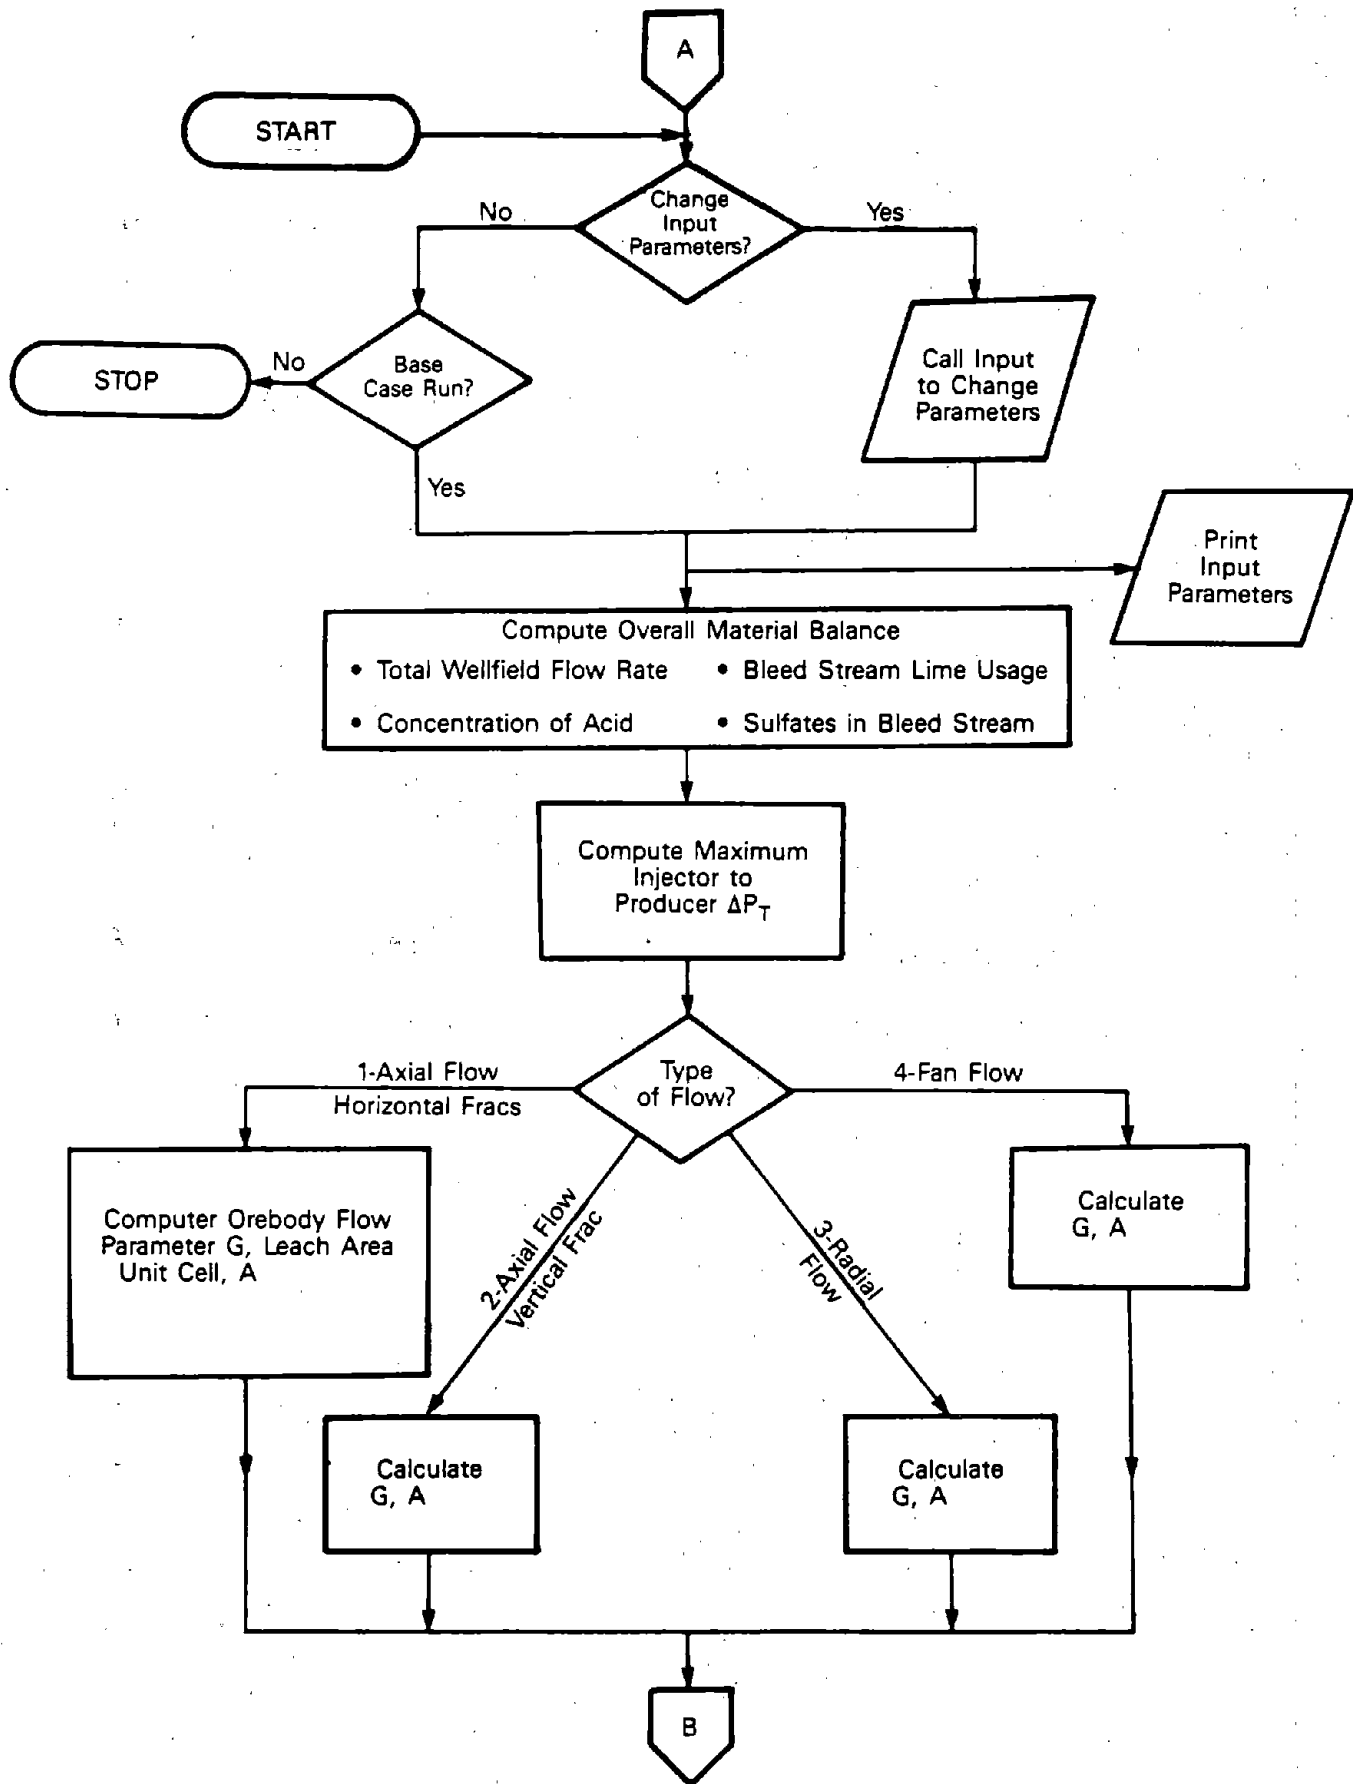 A
START
Change
Input
Parameters?
No
Yes
Base
Case Run?
No
STOP
Call Input
to Change
Parameters
Yes
Print
Input
Parameters
Compute Overall Material Balance
• Total Wellfield Flow Rate
• Bleed Stream Lime Usage
• Concentration of Acid
• Sulfates in Bleed Stream
Compute Maximum
Injector to
Producer ΔP_T
Type
of Flow?
1-Axial Flow
Horizontal Fracs
4-Fan Flow
2-Axial Flow
Vertical Frac
3-Radial
Flow
Computer Orebody Flow
Parameter G, Leach Area
Unit Cell, A
Calculate
G, A
Calculate
G, A
Calculate
G, A
B